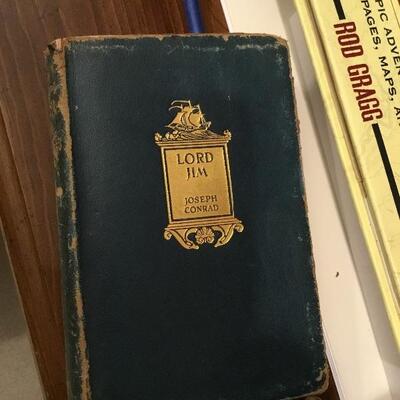 LORD
JIM
JOSEPH
CONRAD
PIC ADVEN
PAGES, MAPS, A
ROD GRAGG